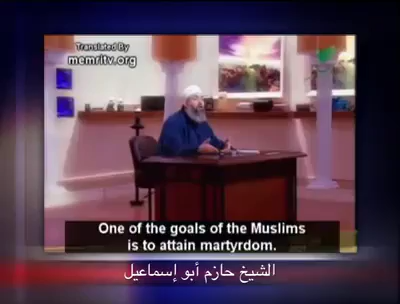 Translated By
memritv.org
One of the goals of the Muslims
is to attain martyrdom.
الشيخ حازم أبو إسماعيل